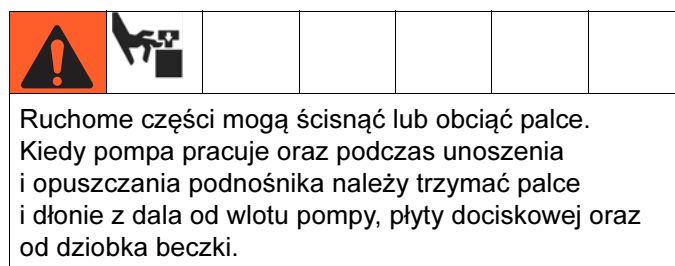 Ruchome części mogą ścisnąć lub obciąć palce.
Kiedy pompa pracuje oraz podczas unoszenia
i opuszczania podnośnika należy trzymać palce
i dłonie z dala od wlotu pompy, płyty dociskowej oraz
od dziobka beczki.